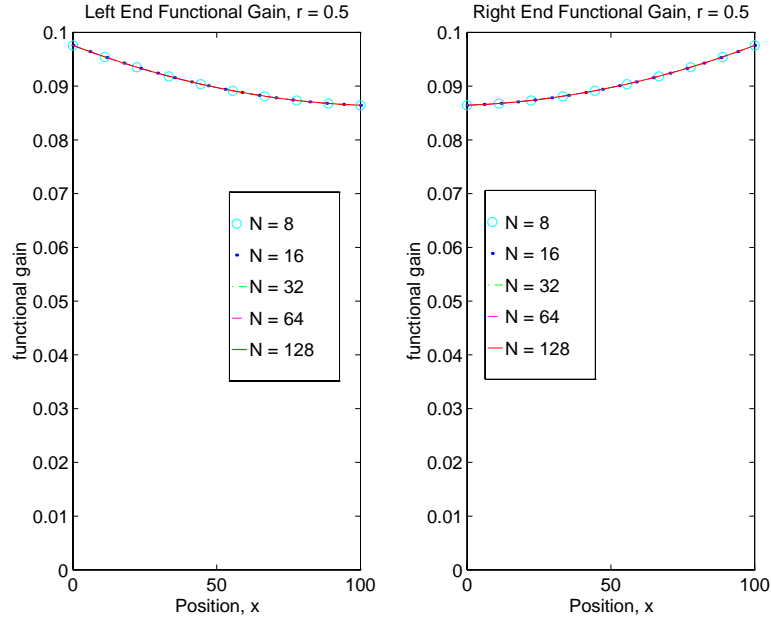 Left End Functional Gain, r = 0.5
0.1
0.09
0.08
0.07
0.06
0.05
0.04
0.03
0.02
0.01
0
functional gain
N = 8
N = 16
N = 32
N = 64
N = 128
0 50 100
Position, x
Right End Functional Gain, r = 0.5
0.1
0.09
0.08
0.07
0.06
0.05
0.04
0.03
0.02
0.01
0
functional gain
N = 8
N = 16
N = 32
N = 64
N = 128
0 50 100
Position, x